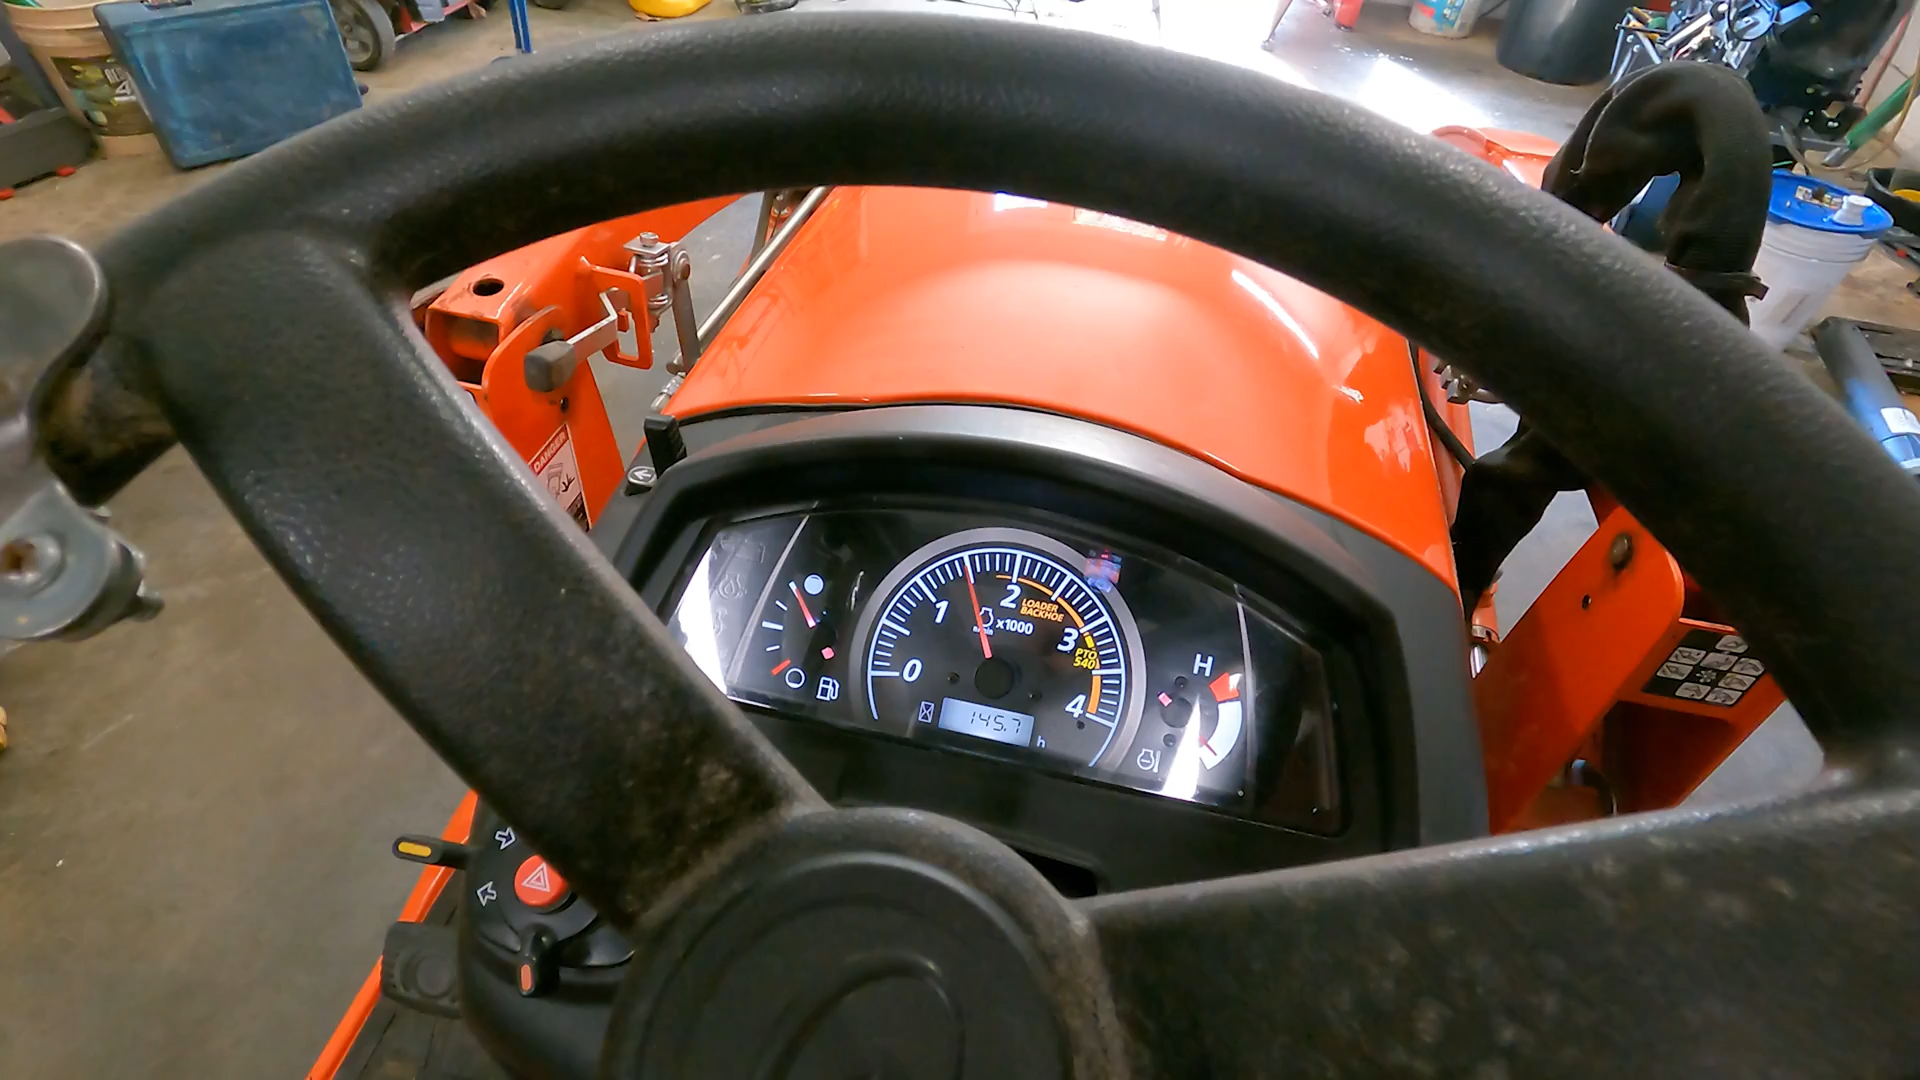 DANGER
0
1
2
3
4
LOADER
BACKHOE
x1000
PTO
540
145.7
h
H